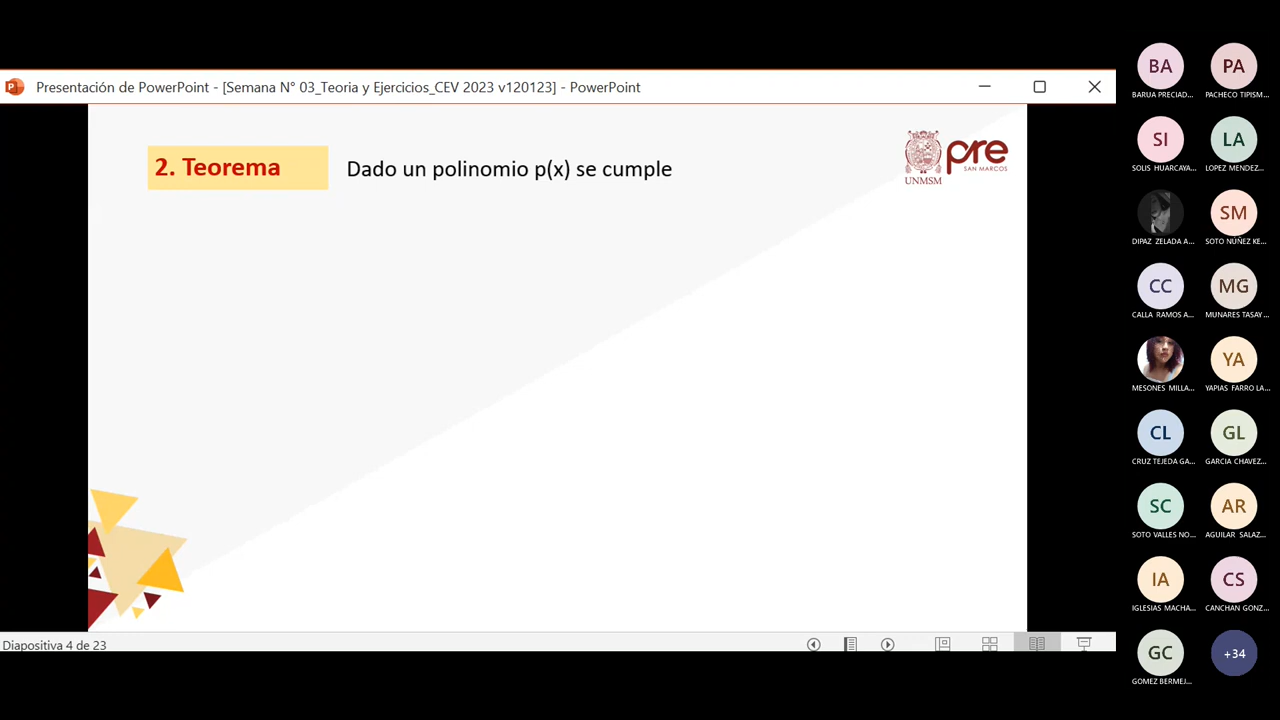 Presentación de PowerPoint - [Semana N° 03_Teoria y Ejercicios_CEV 2023 v120123] - PowerPoint
2. Teorema
Dado un polinomio p(x) se cumple
UNMSM
pre
SAN MARCOS
Diapositiva 4 de 23
BA
BARUA PRECIAD...
PA
PACHECO TIPISM...
SI
SOLIS HUARCAYA...
LA
LOPEZ MENDEZ...
DIPAZ ZELADA A...
SM
SOTO NÚÑEZ KE...
CC
CALLA RAMOS A...
MG
MUNARES TASAY ...
MESONES MILLA...
YA
YAPIAS FARRO LA...
CL
CRUZ TEJEDA GA...
GL
GARCIA CHAVEZ...
SC
SOTO VALLES NO...
AR
AGUILAR SALAZ...
IA
IGLESIAS MACHA...
CS
CANCHAN GONZ...
GC
GOMEZ BERMEJ...
+34